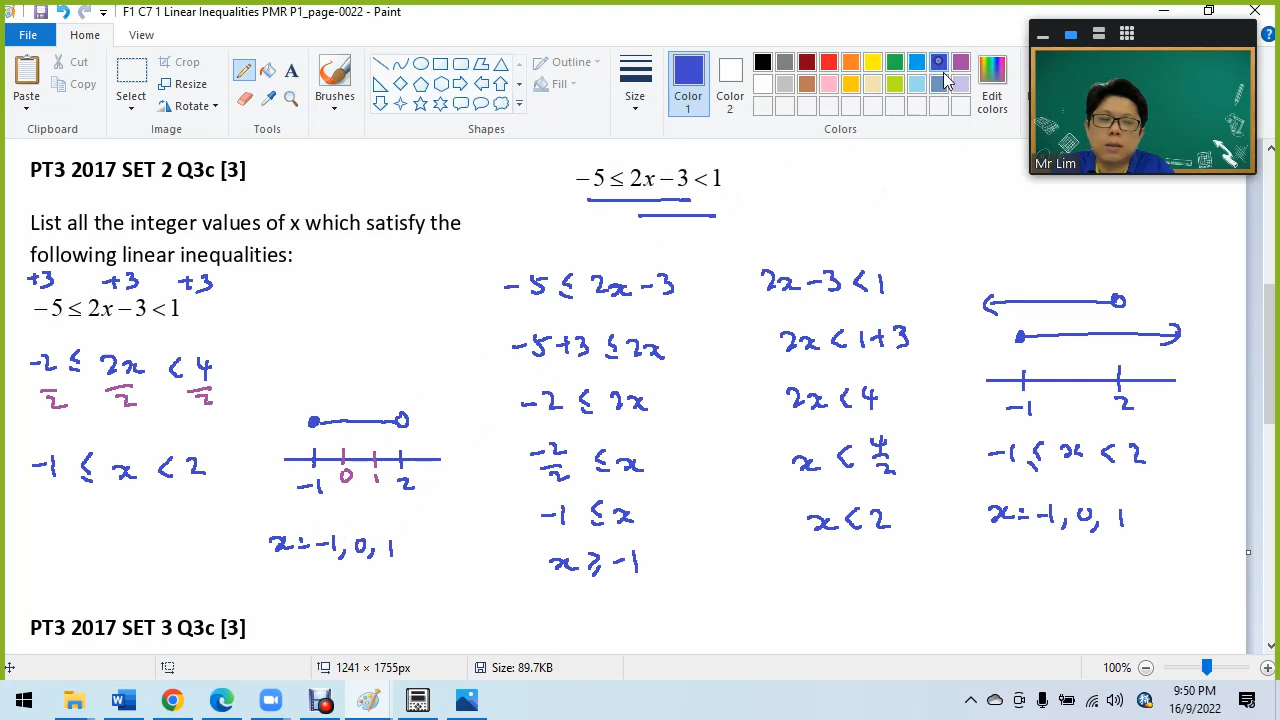 F1 C7 1 Linear Inequalities PMR P1_page-0022 - Paint
File Home View
Paste Cut Copy Clipboard
Select Crop Resize Rotate Image
Tools
Brushes
Outline Fill Shapes
Size
Color 1 Color 2 Edit colors Colors
Mr Lim
PT3 2017 SET 2 Q3c [3]
List all the integer values of x which satisfy the
following linear inequalities:
+3 +3 +3
−5 ≤ 2x − 3 < 1
-2 ≤ 2x < 4
2 2 2
-1 ≤ x < 2
-1 0 1 2
x = -1, 0, 1
−5 ≤ 2x − 3 < 1
-5 ≤ 2x - 3
-5 + 3 ≤ 2x
-2 ≤ 2x
-2/2 ≤ x
-1 ≤ x
x ≥ -1
2x - 3 < 1
2x < 1 + 3
2x < 4
x < 4/2
x < 2
-1 2
-1 ≤ x < 2
x = -1, 0, 1
PT3 2017 SET 3 Q3c [3]
1241 × 1755px Size: 89.7KB 100%
9:50 PM
16/9/2022